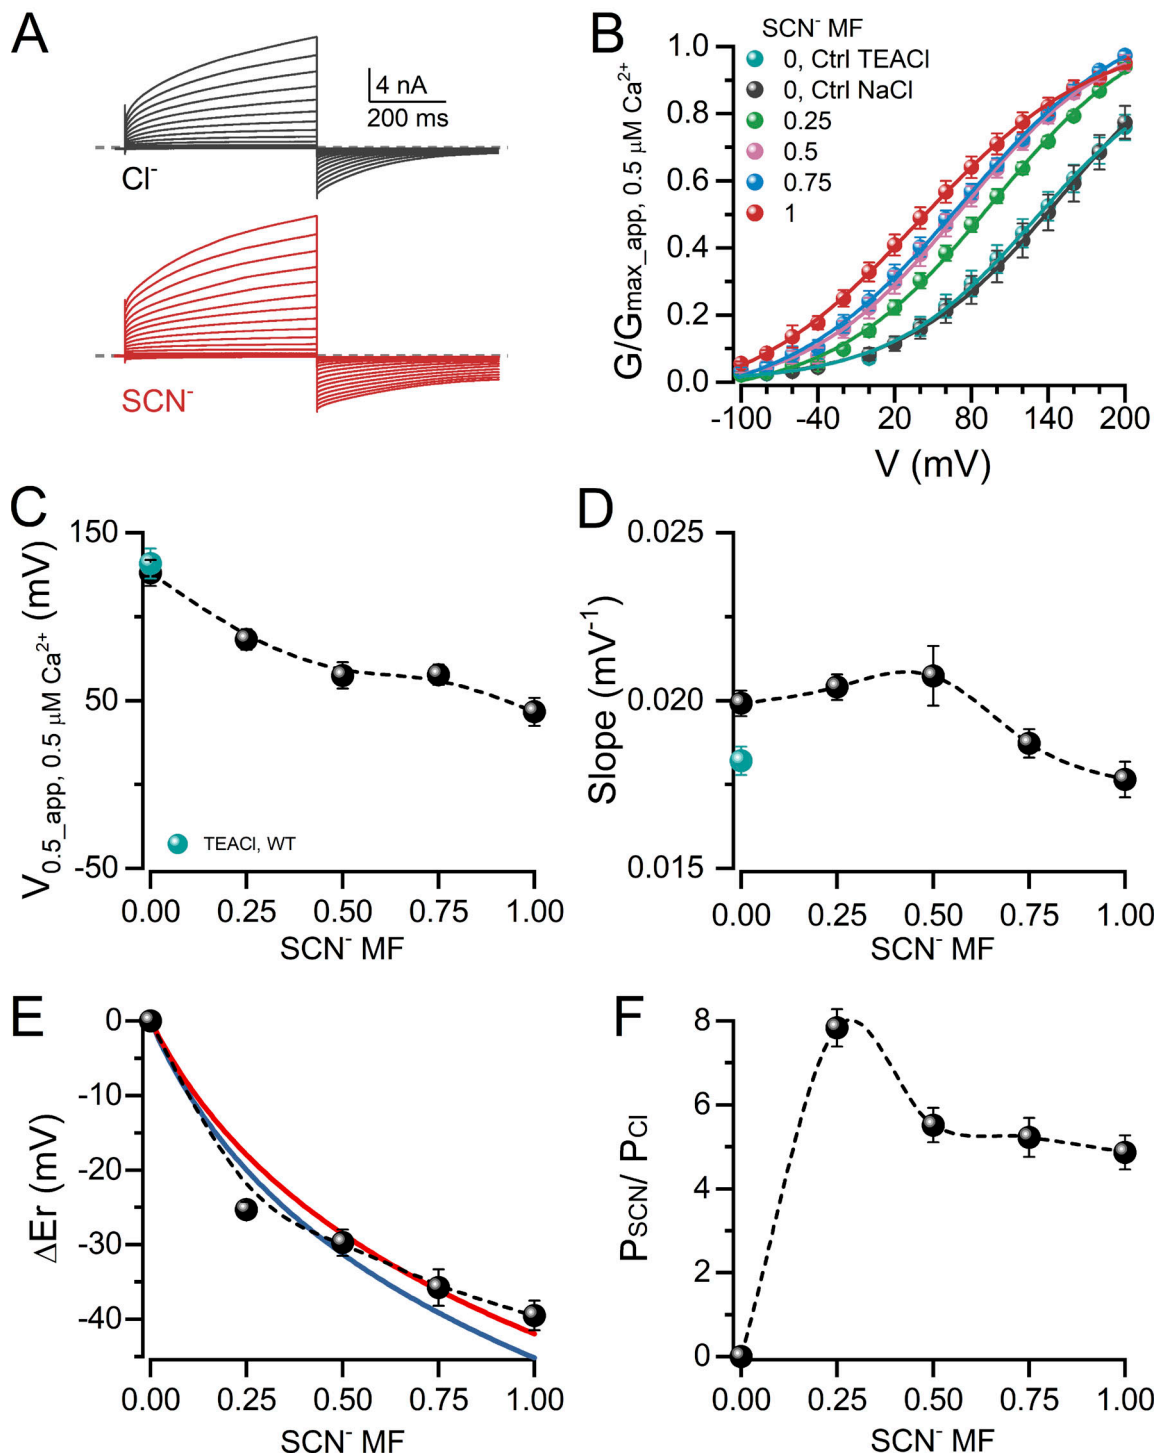 A
4 nA
200 ms
Cl⁻
SCN⁻
B
SCN⁻ MF
0, Ctrl TEACl
0, Ctrl NaCl
0.25
0.5
0.75
1
G/Gmax_app, 0.5 μM Ca²⁺
1.0
0.8
0.6
0.4
0.2
0.0
-100
-40
20
80
140
200
V (mV)
C
V0.5_app, 0.5 μM Ca²⁺ (mV)
150
50
-50
TEACl, WT
0.00
0.25
0.50
0.75
1.00
SCN⁻ MF
D
Slope (mV⁻¹)
0.025
0.020
0.015
0.00
0.25
0.50
0.75
1.00
SCN⁻ MF
E
ΔEr (mV)
0
-10
-20
-30
-40
0.00
0.25
0.50
0.75
1.00
SCN⁻ MF
F
PSCN/ PCl
8
6
4
2
0
0.00
0.25
0.50
0.75
1.00
SCN⁻ MF